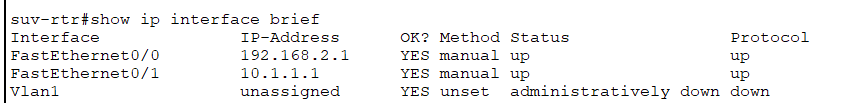 suv-rtr#show ip interface brief
Interface              IP-Address      OK? Method Status                Protocol
FastEthernet0/0        192.168.2.1     YES manual up                    up
FastEthernet0/1        10.1.1.1        YES manual up                    up
Vlan1                  unassigned      YES unset  administratively down down